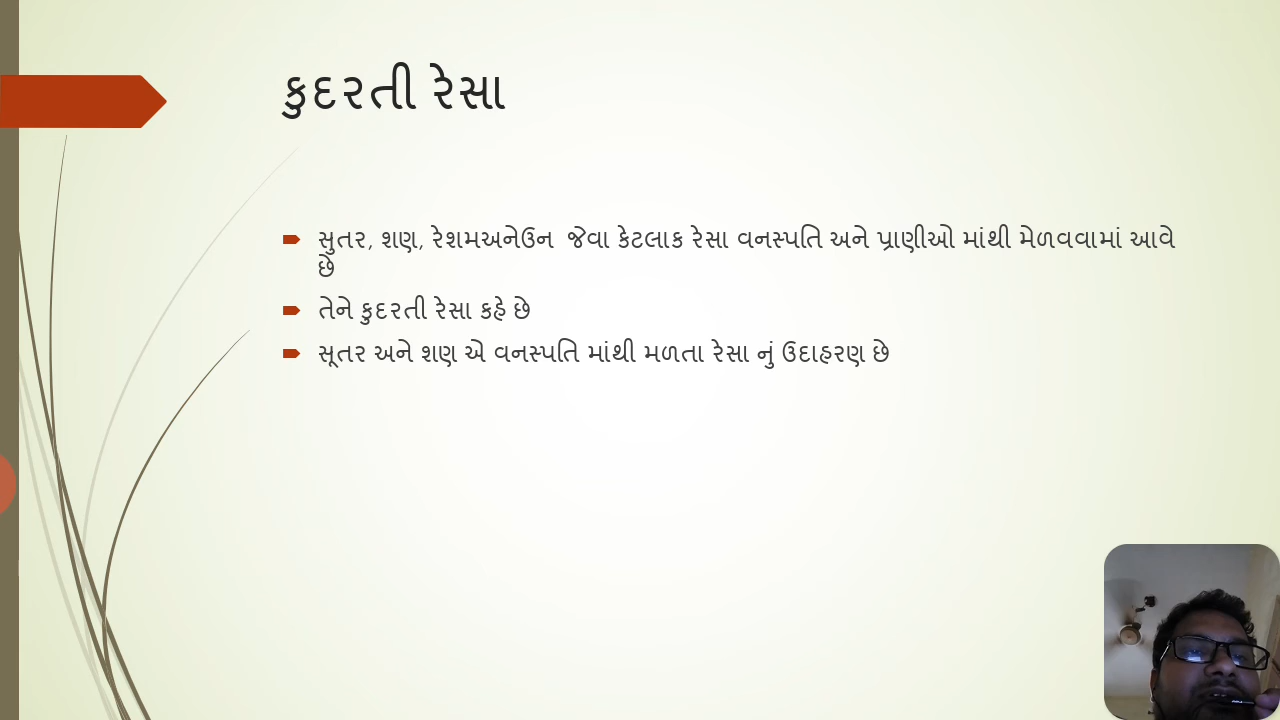 કુદરતી રેસા
સુતર, શણ, રેશમઅનેઉન જેવા કેટલાક રેસા વનસ્પતિ અને પ્રાણીઓ માંથી મેળવવામાં આવે
છે
તેને કુદરતી રેસા કહે છે
સૂતર અને શણ એ વનસ્પતિ માંથી મળતા રેસા નું ઉદાહરણ છે